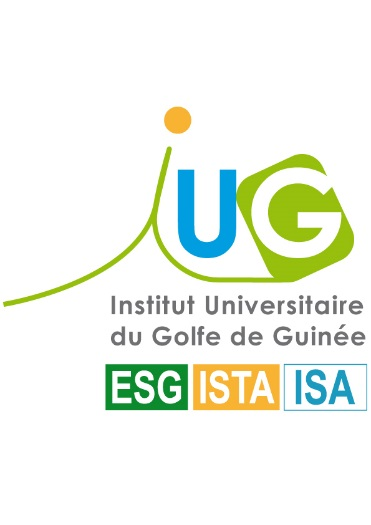 iUG
Institut Universitaire
du Golfe de Guinée
ESG ISTA ISA